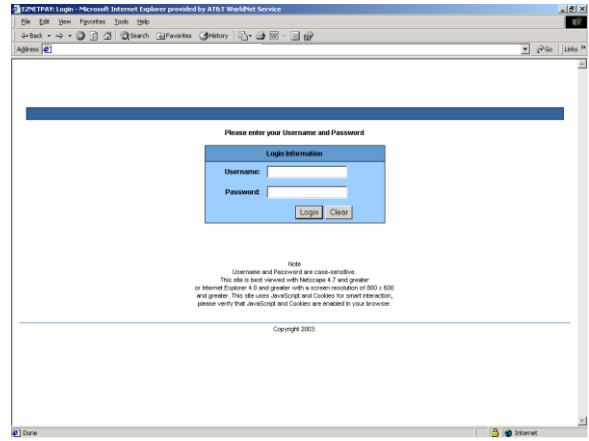 EZNETPAY: Login - Microsoft Internet Explorer provided by AT&T WorldNet Service
File Edit View Favorites Tools Help
Back Search Favorites History
Address Go Links »
Please enter your Username and Password
Login Information
Username:
Password:
Login Clear
Note
Username and Password are case-sensitive.
This site is best viewed with Netscape 4.7 and greater
or Internet Explorer 4.0 and greater with a screen resolution of 800 x 600
and greater. This site uses JavaScript and Cookies for smart interaction,
please verify that JavaScript and Cookies are enabled in your browser.
Copyright 2003.
Done Internet